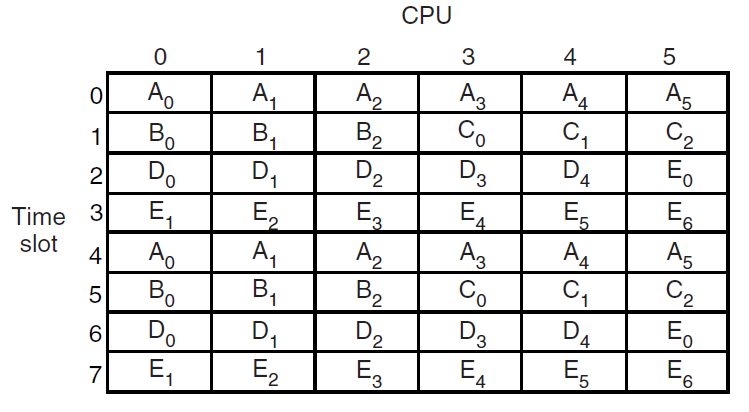 CPU
0 1 2 3 4 5
0 A₀ A₁ A₂ A₃ A₄ A₅
1 B₀ B₁ B₂ C₀ C₁ C₂
2 D₀ D₁ D₂ D₃ D₄ E₀
Time slot 3 E₁ E₂ E₃ E₄ E₅ E₆
4 A₀ A₁ A₂ A₃ A₄ A₅
5 B₀ B₁ B₂ C₀ C₁ C₂
6 D₀ D₁ D₂ D₃ D₄ E₀
7 E₁ E₂ E₃ E₄ E₅ E₆